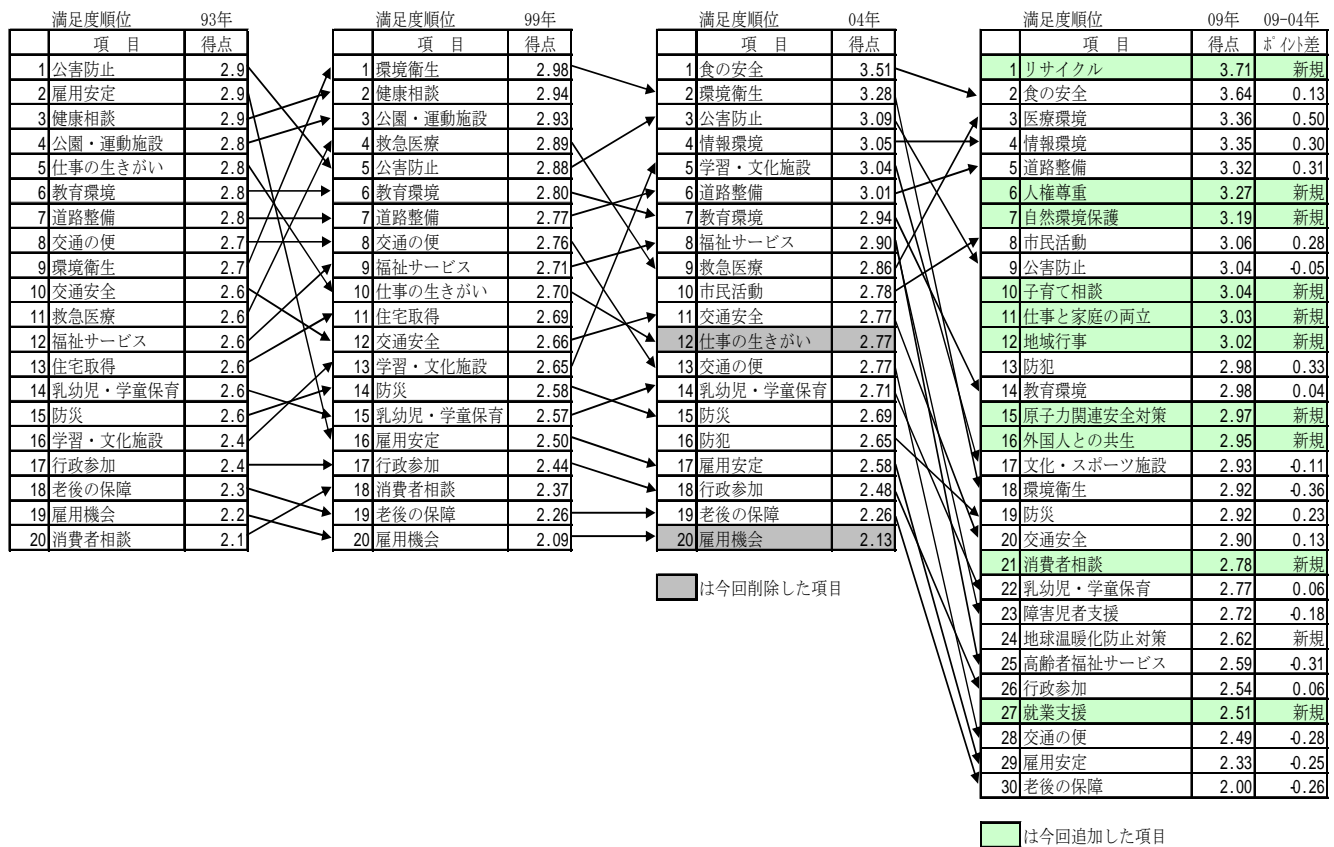 満足度順位 93年
項 目 得点
1 公害防止 2.9
2 雇用安定 2.9
3 健康相談 2.9
4 公園・運動施設 2.8
5 仕事の生きがい 2.8
6 教育環境 2.8
7 道路整備 2.8
8 交通の便 2.7
9 環境衛生 2.7
10 交通安全 2.6
11 救急医療 2.6
12 福祉サービス 2.6
13 住宅取得 2.6
14 乳幼児・学童保育 2.6
15 防災 2.6
16 学習・文化施設 2.4
17 行政参加 2.4
18 老後の保障 2.3
19 雇用機会 2.2
20 消費者相談 2.1
満足度順位 99年
項 目 得点
1 環境衛生 2.98
2 健康相談 2.94
3 公園・運動施設 2.93
4 救急医療 2.89
5 公害防止 2.88
6 教育環境 2.80
7 道路整備 2.77
8 交通の便 2.76
9 福祉サービス 2.71
10 仕事の生きがい 2.70
11 住宅取得 2.69
12 交通安全 2.66
13 学習・文化施設 2.65
14 防災 2.58
15 乳幼児・学童保育 2.57
16 雇用安定 2.50
17 行政参加 2.44
18 消費者相談 2.37
19 老後の保障 2.26
20 雇用機会 2.09
満足度順位 04年
項 目 得点
1 食の安全 3.51
2 環境衛生 3.28
3 公害防止 3.09
4 情報環境 3.05
5 学習・文化施設 3.04
6 道路整備 3.01
7 教育環境 2.94
8 福祉サービス 2.90
9 救急医療 2.86
10 市民活動 2.78
11 交通安全 2.77
12 仕事の生きがい 2.77
13 交通の便 2.77
14 乳幼児・学童保育 2.71
15 防災 2.69
16 防犯 2.65
17 雇用安定 2.58
18 行政参加 2.48
19 老後の保障 2.26
20 雇用機会 2.13
は今回削除した項目
満足度順位 09年 09-04年
項 目 得点 ﾎﾟｲﾝﾄ差
1 リサイクル 3.71 新規
2 食の安全 3.64 0.13
3 医療環境 3.36 0.50
4 情報環境 3.35 0.30
5 道路整備 3.32 0.31
6 人権尊重 3.27 新規
7 自然環境保護 3.19 新規
8 市民活動 3.06 0.28
9 公害防止 3.04 -0.05
10 子育て相談 3.04 新規
11 仕事と家庭の両立 3.03 新規
12 地域行事 3.02 新規
13 防犯 2.98 0.33
14 教育環境 2.98 0.04
15 原子力関連安全対策 2.97 新規
16 外国人との共生 2.95 新規
17 文化・スポーツ施設 2.93 -0.11
18 環境衛生 2.92 -0.36
19 防災 2.92 0.23
20 交通安全 2.90 0.13
21 消費者相談 2.78 新規
22 乳幼児・学童保育 2.77 0.06
23 障害児者支援 2.72 -0.18
24 地球温暖化防止対策 2.62 新規
25 高齢者福祉サービス 2.59 -0.31
26 行政参加 2.54 0.06
27 就業支援 2.51 新規
28 交通の便 2.49 -0.28
29 雇用安定 2.33 -0.25
30 老後の保障 2.00 -0.26
は今回追加した項目